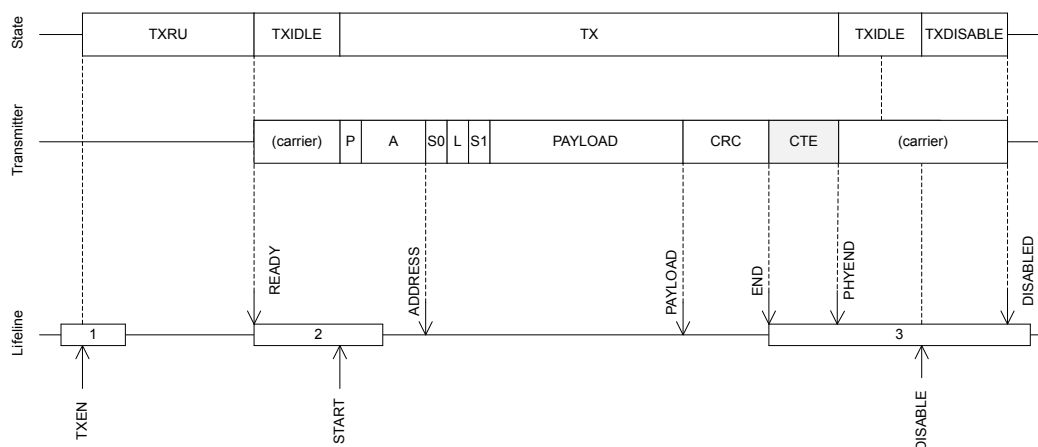 State
TXRU
TXIDLE
TX
TXIDLE
TXDISABLE
Transmitter
(carrier)
P
A
S0
L
S1
PAYLOAD
CRC
CTE
(carrier)
READY
ADDRESS
PAYLOAD
END
PHYEND
DISABLED
Lifeline
1
2
3
TXEN
START
DISABLE